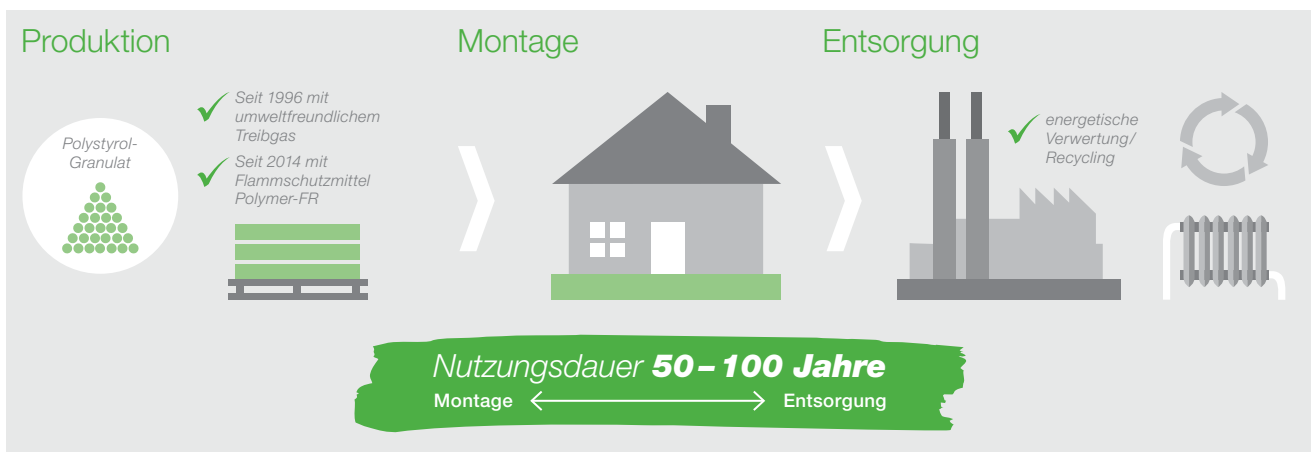 Produktion
Polystyrol-
Granulat
Seit 1996 mit
umweltfreundlichem
Treibgas
Seit 2014 mit
Flammschutzmittel
Polymer-FR
Montage
Entsorgung
energetische
Verwertung/
Recycling
Nutzungsdauer 50 – 100 Jahre
Montage Entsorgung